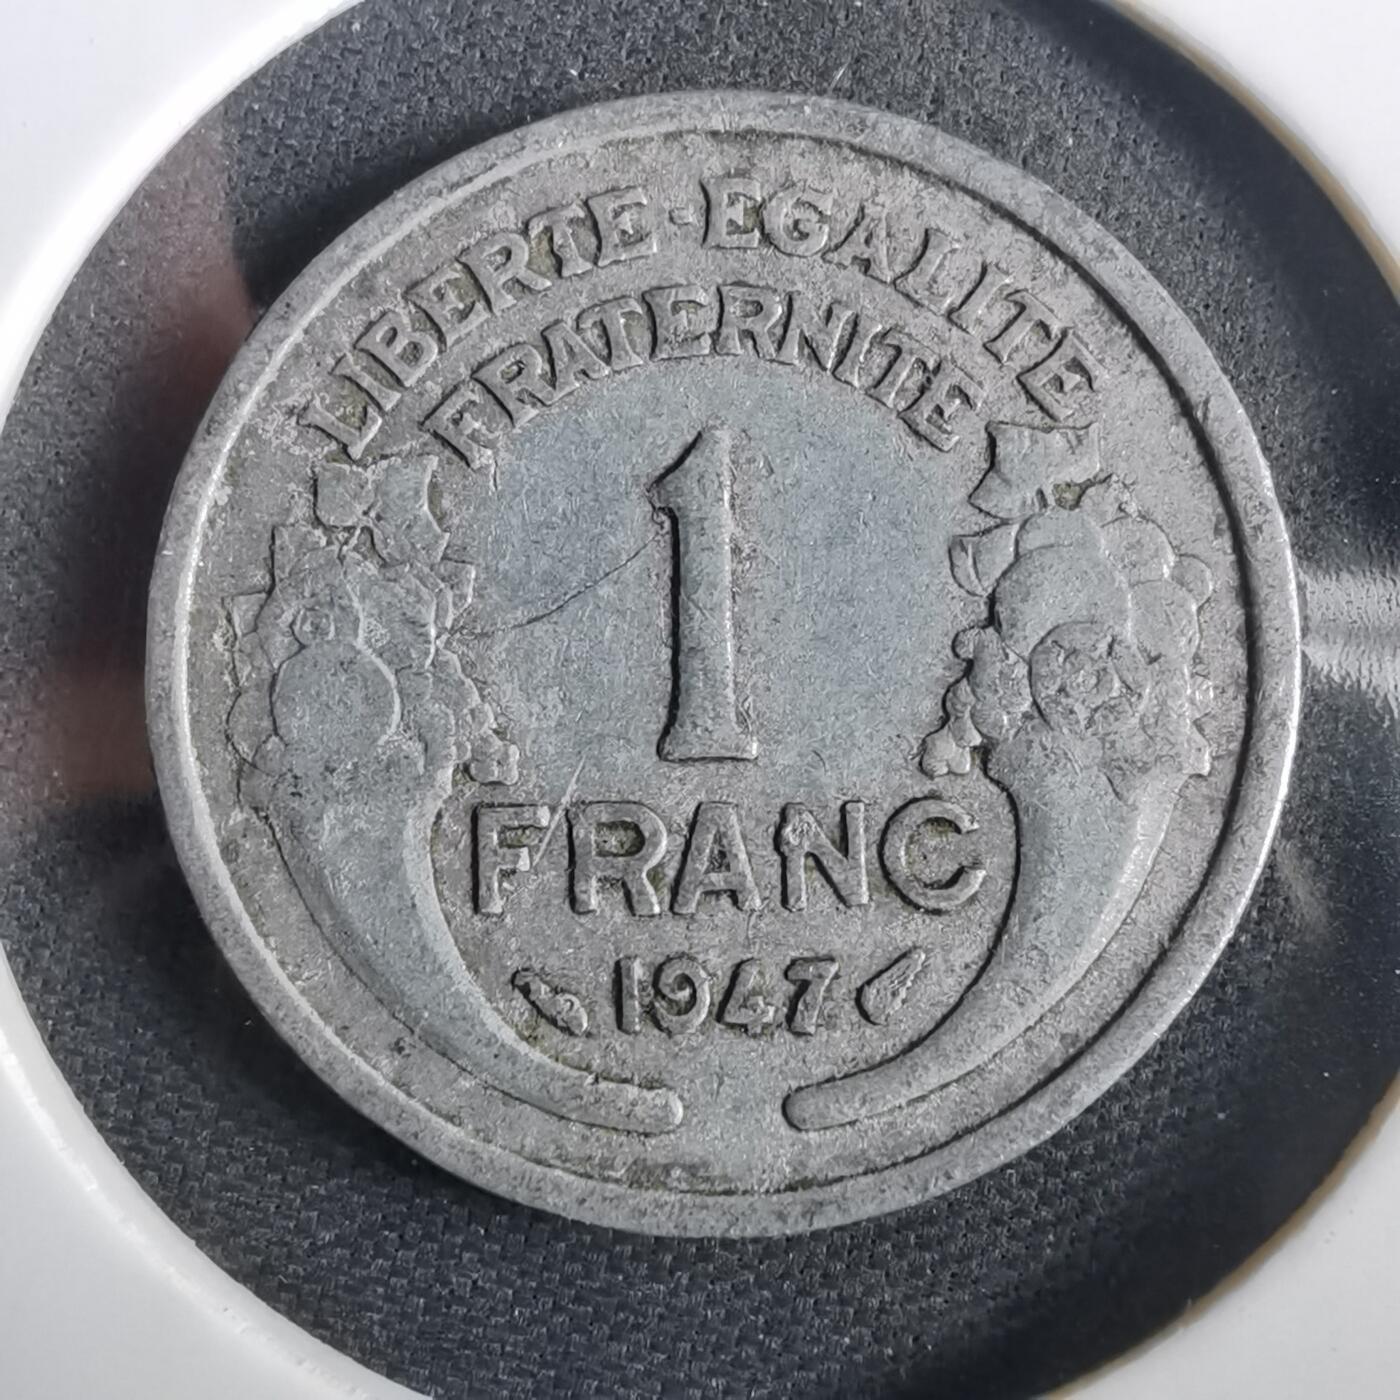 LIBERTE·EGALITE
FRATERNITE
1
FRANC
1947